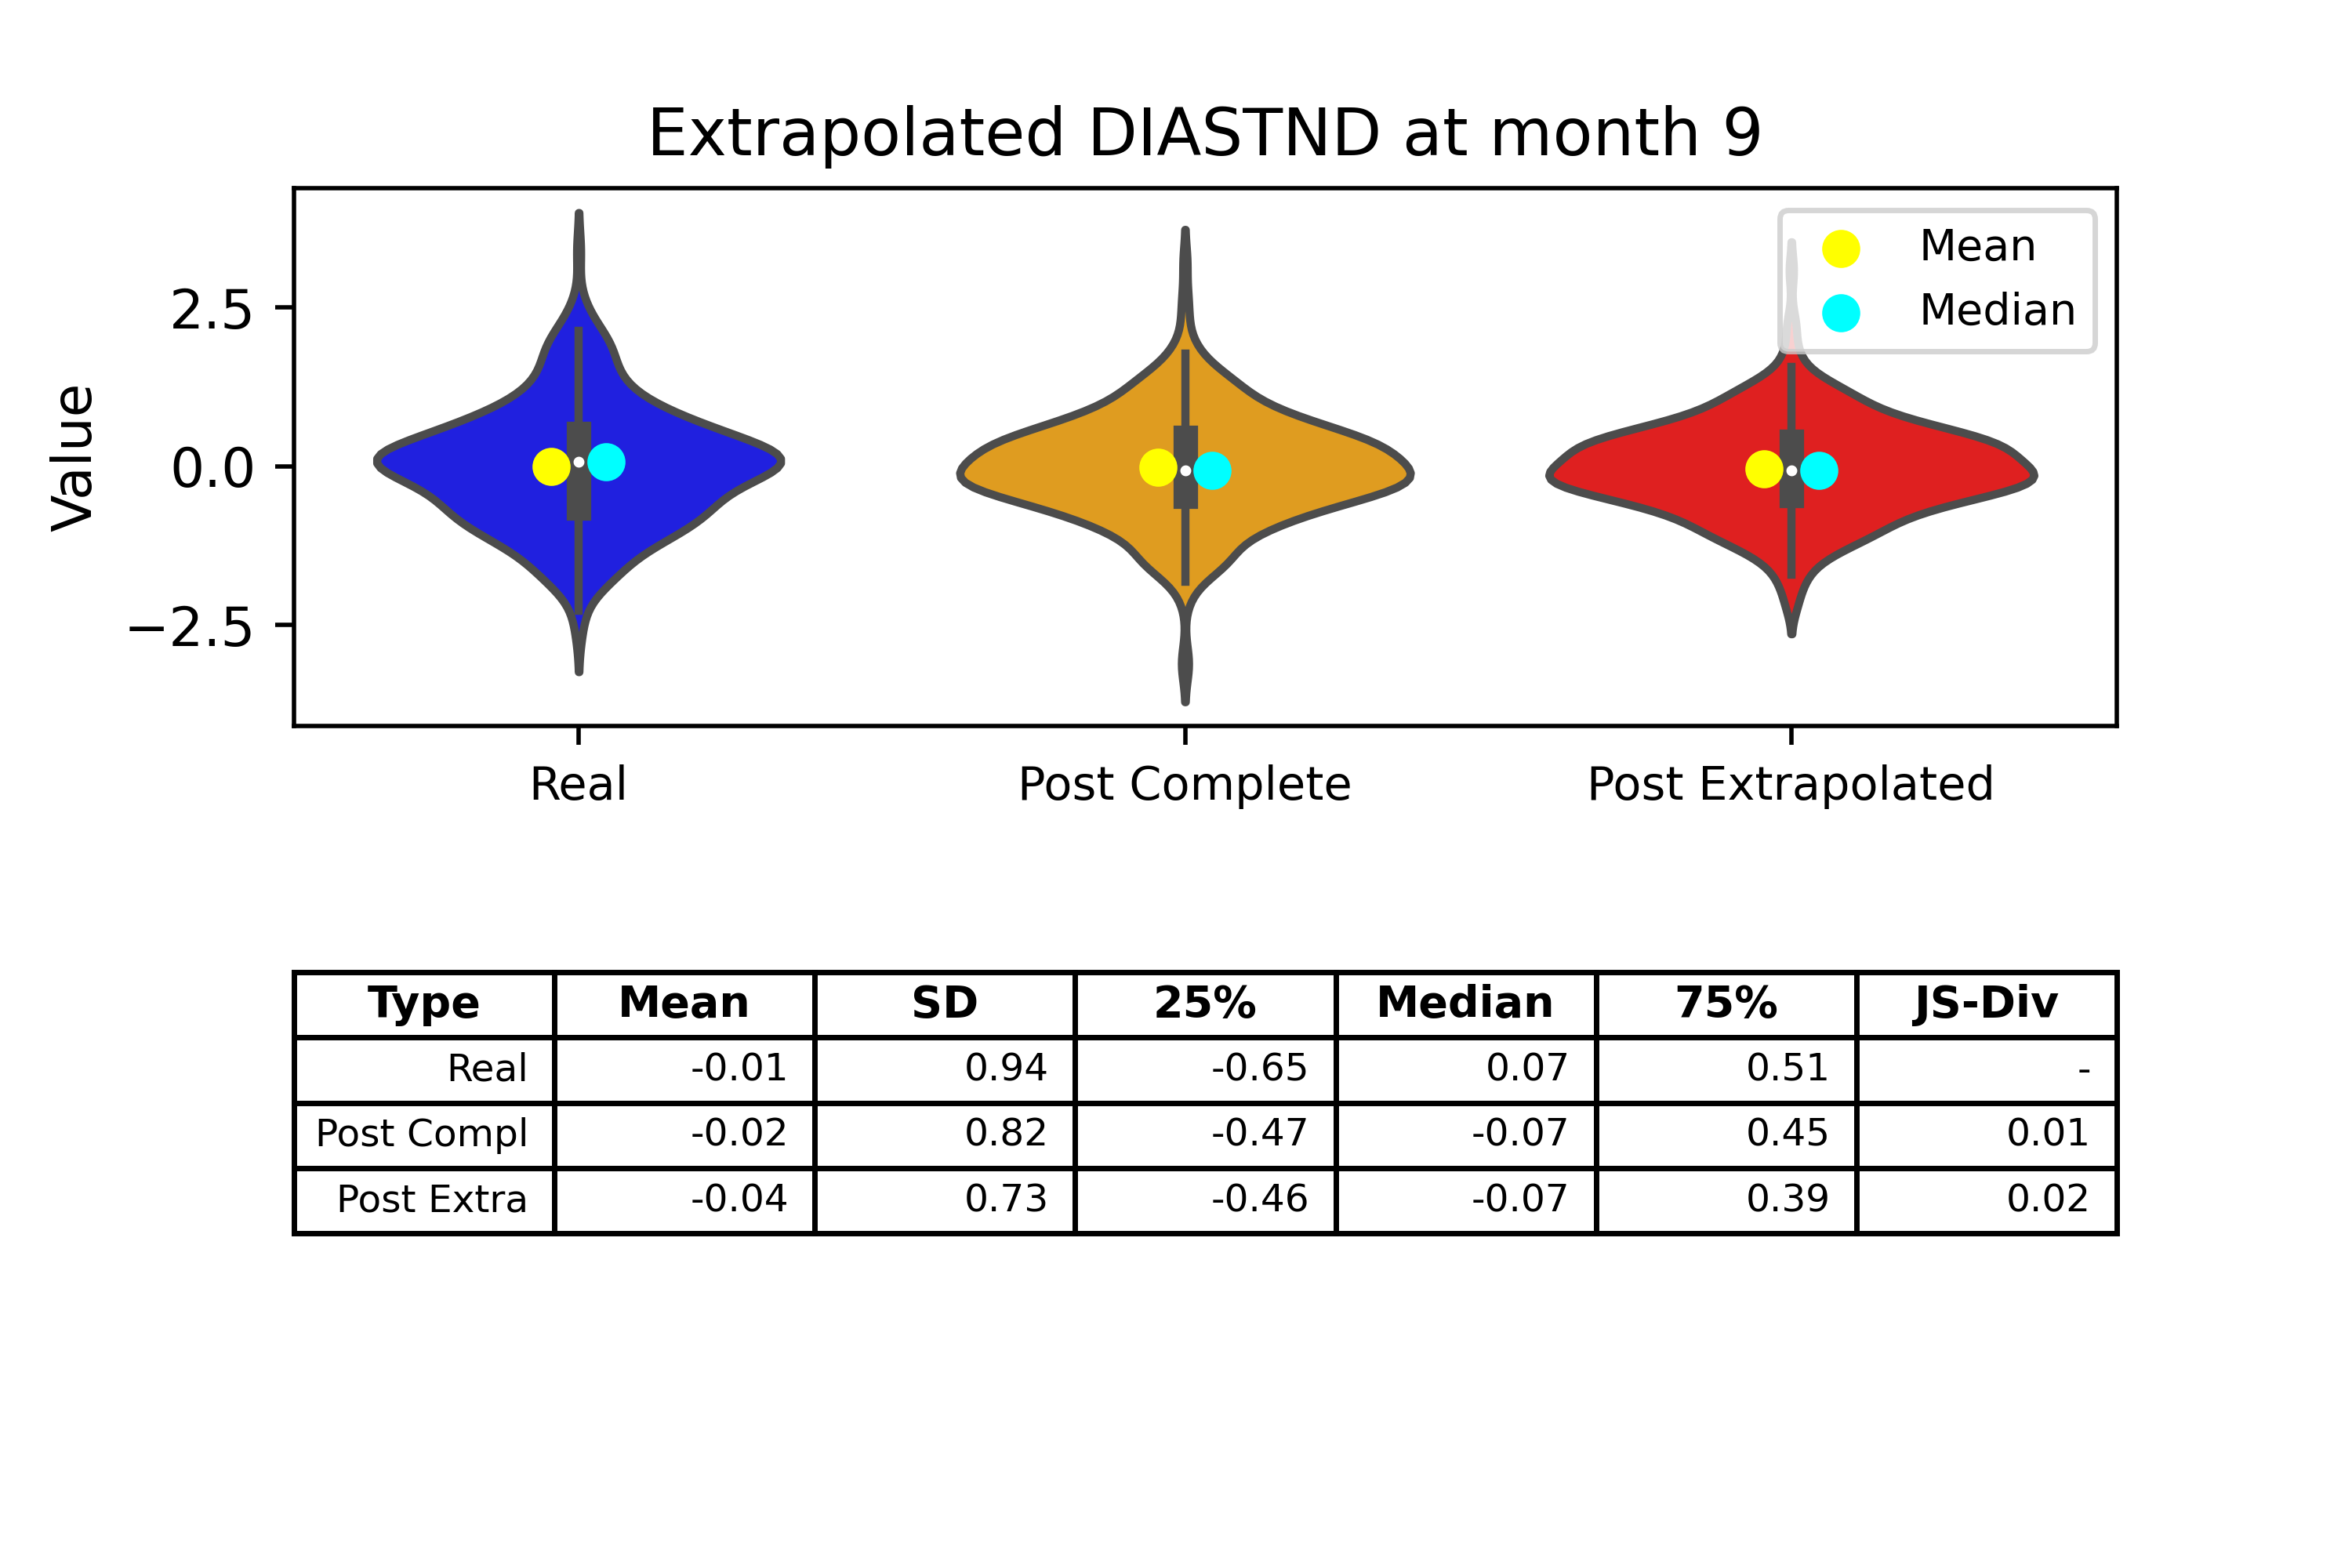 Extrapolated DIASTND at month 9
Mean
Median
Value
2.5
0.0
−2.5
Real Post Complete Post Extrapolated
Type Mean SD 25% Median 75% JS-Div
Real -0.01 0.94 -0.65 0.07 0.51 -
Post Compl -0.02 0.82 -0.47 -0.07 0.45 0.01
Post Extra -0.04 0.73 -0.46 -0.07 0.39 0.02